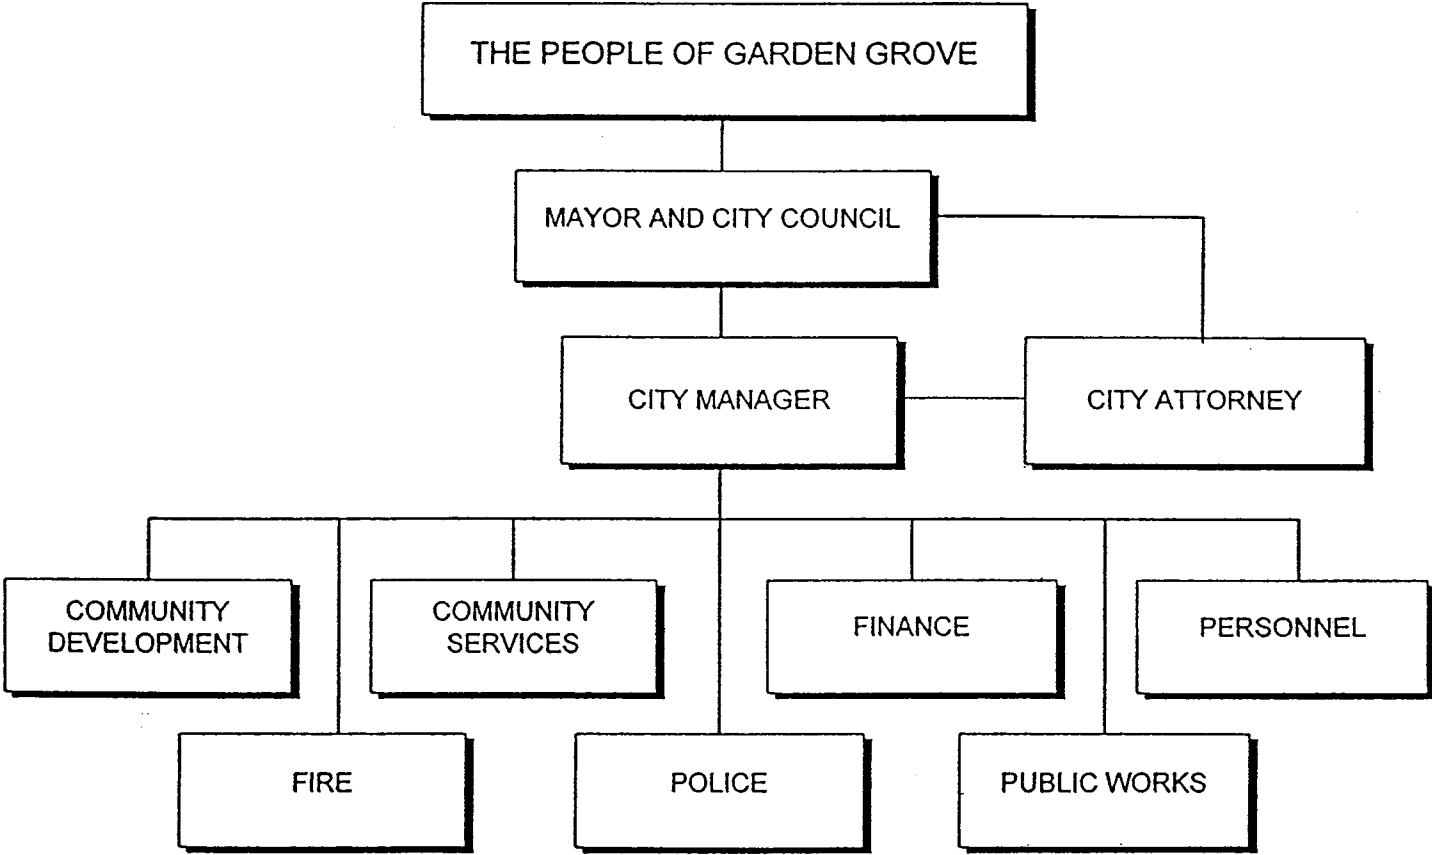 THE PEOPLE OF GARDEN GROVE
MAYOR AND CITY COUNCIL
CITY MANAGER
CITY ATTORNEY
COMMUNITY
DEVELOPMENT
COMMUNITY
SERVICES
FINANCE
PERSONNEL
FIRE
POLICE
PUBLIC WORKS